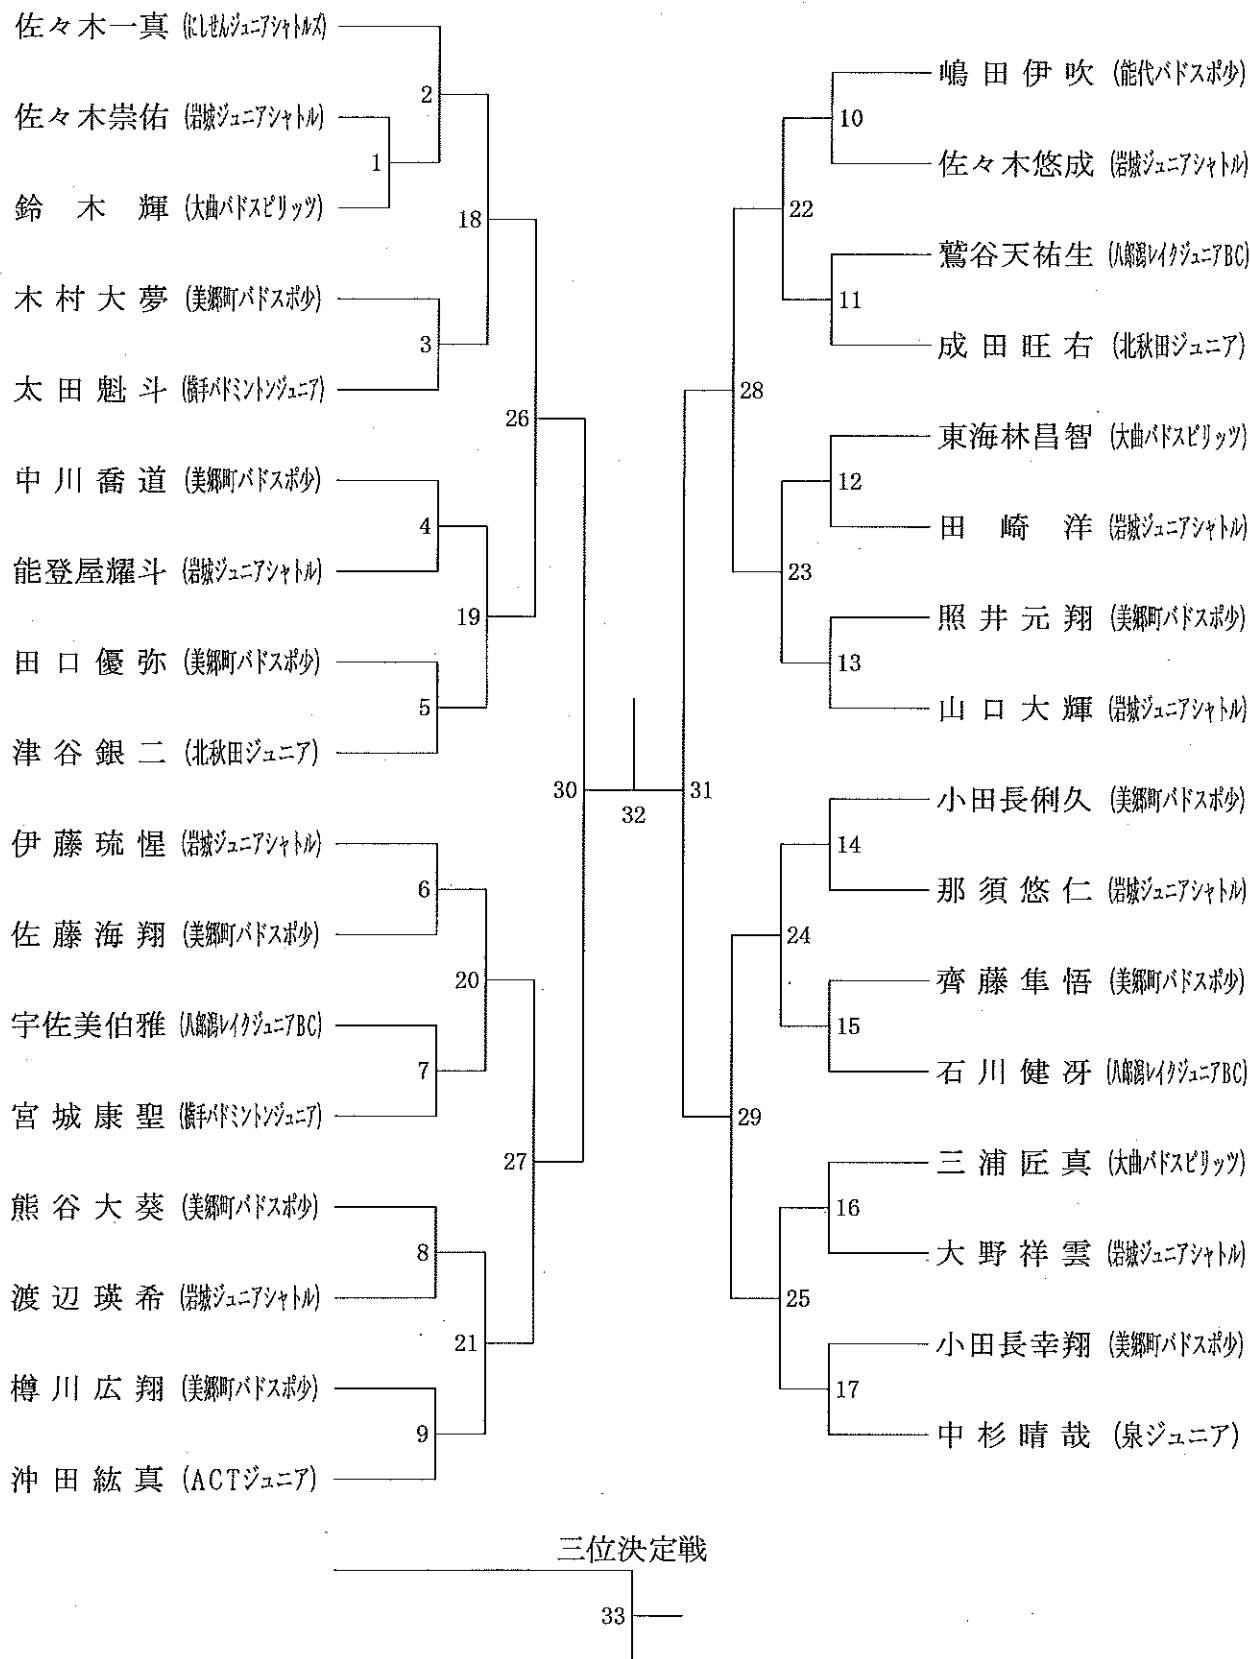 佐々木一真 (にしせんジュニアシャトルズ)
佐々木崇佑 (岩城ジュニアシャトル)
鈴木輝 (大曲バドスピリッツ)
木村大夢 (美郷町バドスポ少)
太田魁斗 (横手バドミントンジュニア)
中川喬道 (美郷町バドスポ少)
能登屋耀斗 (岩城ジュニアシャトル)
田口優弥 (美郷町バドスポ少)
津谷銀二 (北秋田ジュニア)
伊藤琉惺 (岩城ジュニアシャトル)
佐藤海翔 (美郷町バドスポ少)
宇佐美伯雅 (八郎潟レイクジュニアBC)
宮城康聖 (横手バドミントンジュニア)
熊谷大葵 (美郷町バドスポ少)
渡辺瑛希 (岩城ジュニアシャトル)
樽川広翔 (美郷町バドスポ少)
沖田紘真 (ACTジュニア)
1
2
3
4
5
6
7
8
9
18
19
20
21
26
27
30
32
31
28
29
22
23
24
25
10
11
12
13
14
15
16
17
嶋田伊吹 (能代バドスポ少)
佐々木悠成 (岩城ジュニアシャトル)
鷲谷天祐生 (八郎潟レイクジュニアBC)
成田旺右 (北秋田ジュニア)
東海林昌智 (大曲バドスピリッツ)
田崎洋 (岩城ジュニアシャトル)
照井元翔 (美郷町バドスポ少)
山口大輝 (岩城ジュニアシャトル)
小田長俐久 (美郷町バドスポ少)
那須悠仁 (岩城ジュニアシャトル)
齊藤隼悟 (美郷町バドスポ少)
石川健冴 (八郎潟レイクジュニアBC)
三浦匠真 (大曲バドスピリッツ)
大野祥雲 (岩城ジュニアシャトル)
小田長幸翔 (美郷町バドスポ少)
中杉晴哉 (泉ジュニア)
三位決定戦
33